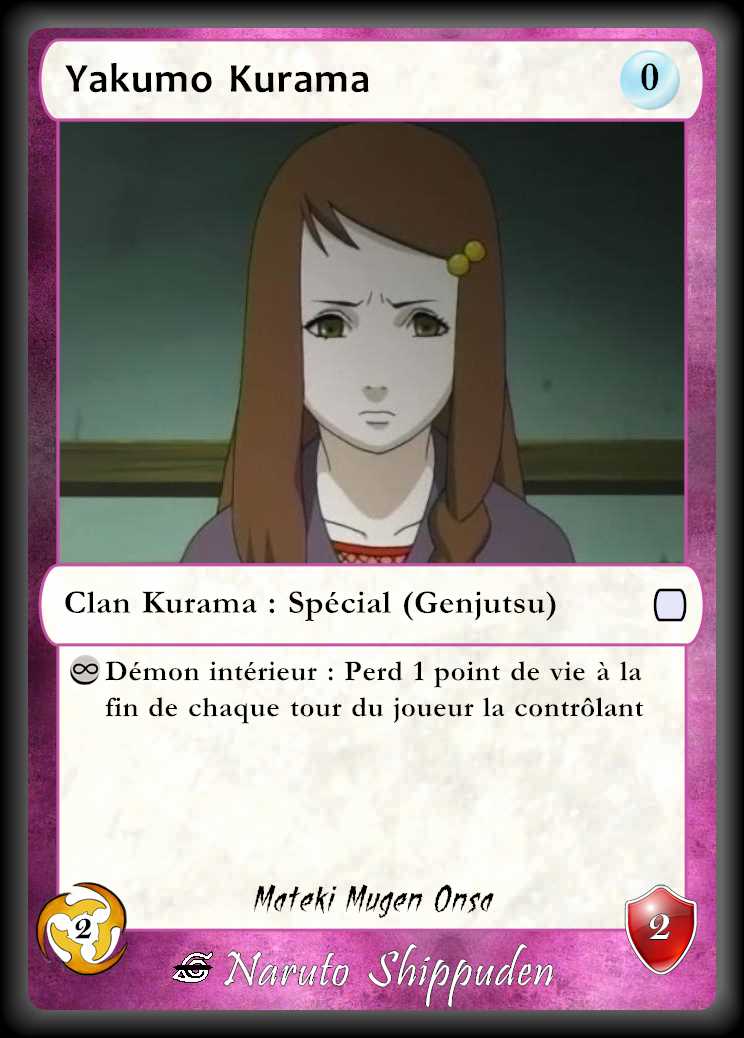 Yakumo Kurama
0
Clan Kurama : Spécial (Genjutsu)
∞ Démon intérieur : Perd 1 point de vie à la
fin de chaque tour du joueur la contrôlant
Mateki Mugen Onsa
2
2
Naruto Shippuden